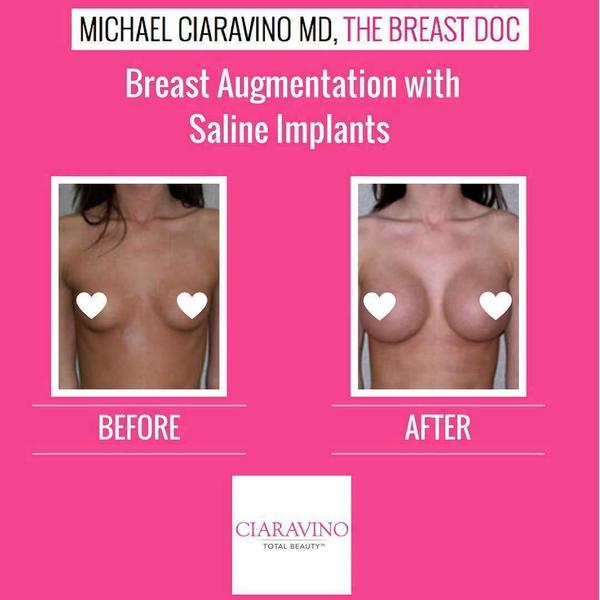 MICHAEL CIARAVINO MD, THE BREAST DOC
Breast Augmentation with
Saline Implants
BEFORE
AFTER
CIARAVINO
TOTAL BEAUTY™